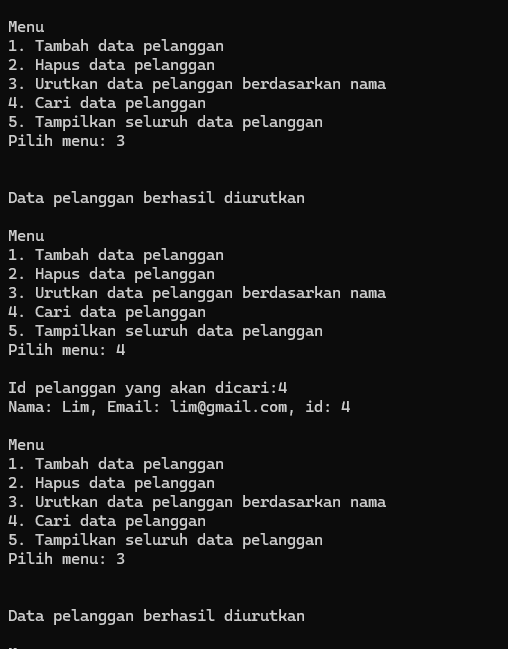 Menu
1. Tambah data pelanggan
2. Hapus data pelanggan
3. Urutkan data pelanggan berdasarkan nama
4. Cari data pelanggan
5. Tampilkan seluruh data pelanggan
Pilih menu: 3
Data pelanggan berhasil diurutkan
Menu
1. Tambah data pelanggan
2. Hapus data pelanggan
3. Urutkan data pelanggan berdasarkan nama
4. Cari data pelanggan
5. Tampilkan seluruh data pelanggan
Pilih menu: 4
Id pelanggan yang akan dicari:4
Nama: Lim, Email: lim@gmail.com, id: 4
Menu
1. Tambah data pelanggan
2. Hapus data pelanggan
3. Urutkan data pelanggan berdasarkan nama
4. Cari data pelanggan
5. Tampilkan seluruh data pelanggan
Pilih menu: 3
Data pelanggan berhasil diurutkan